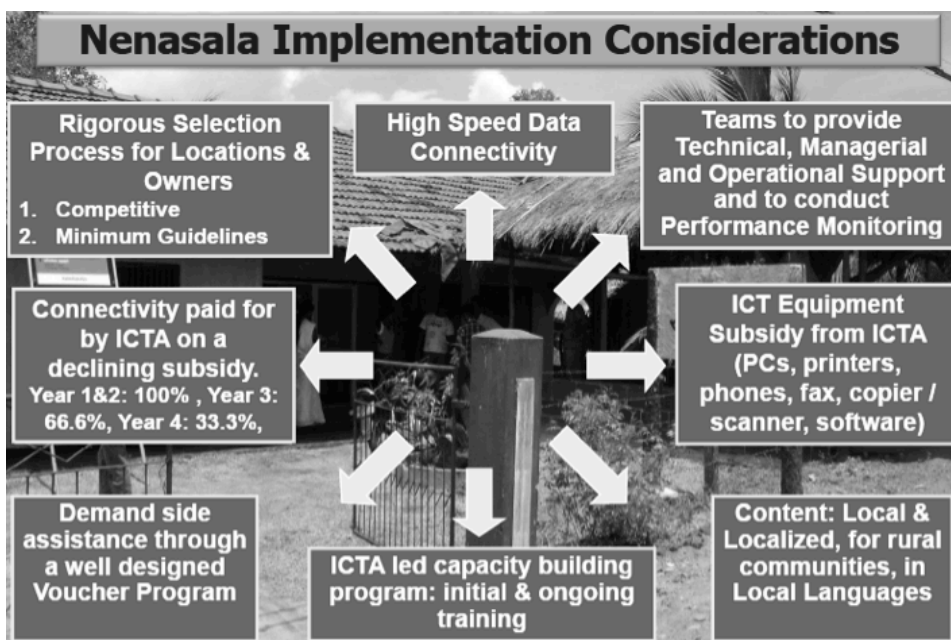 Nenasala Implementation Considerations
Rigorous Selection
Process for Locations &
Owners
1. Competitive
2. Minimum Guidelines
High Speed Data
Connectivity
Teams to provide
Technical, Managerial
and Operational Support
and to conduct
Performance Monitoring
Connectivity paid for
by ICTA on a
declining subsidy.
Year 1&2: 100% , Year 3:
66.6%, Year 4: 33.3%,
ICT Equipment
Subsidy from ICTA
(PCs, printers,
phones, fax, copier /
scanner, software)
Demand side
assistance through
a well designed
Voucher Program
ICTA led capacity building
program: initial & ongoing
training
Content: Local &
Localized, for rural
communities, in
Local Languages